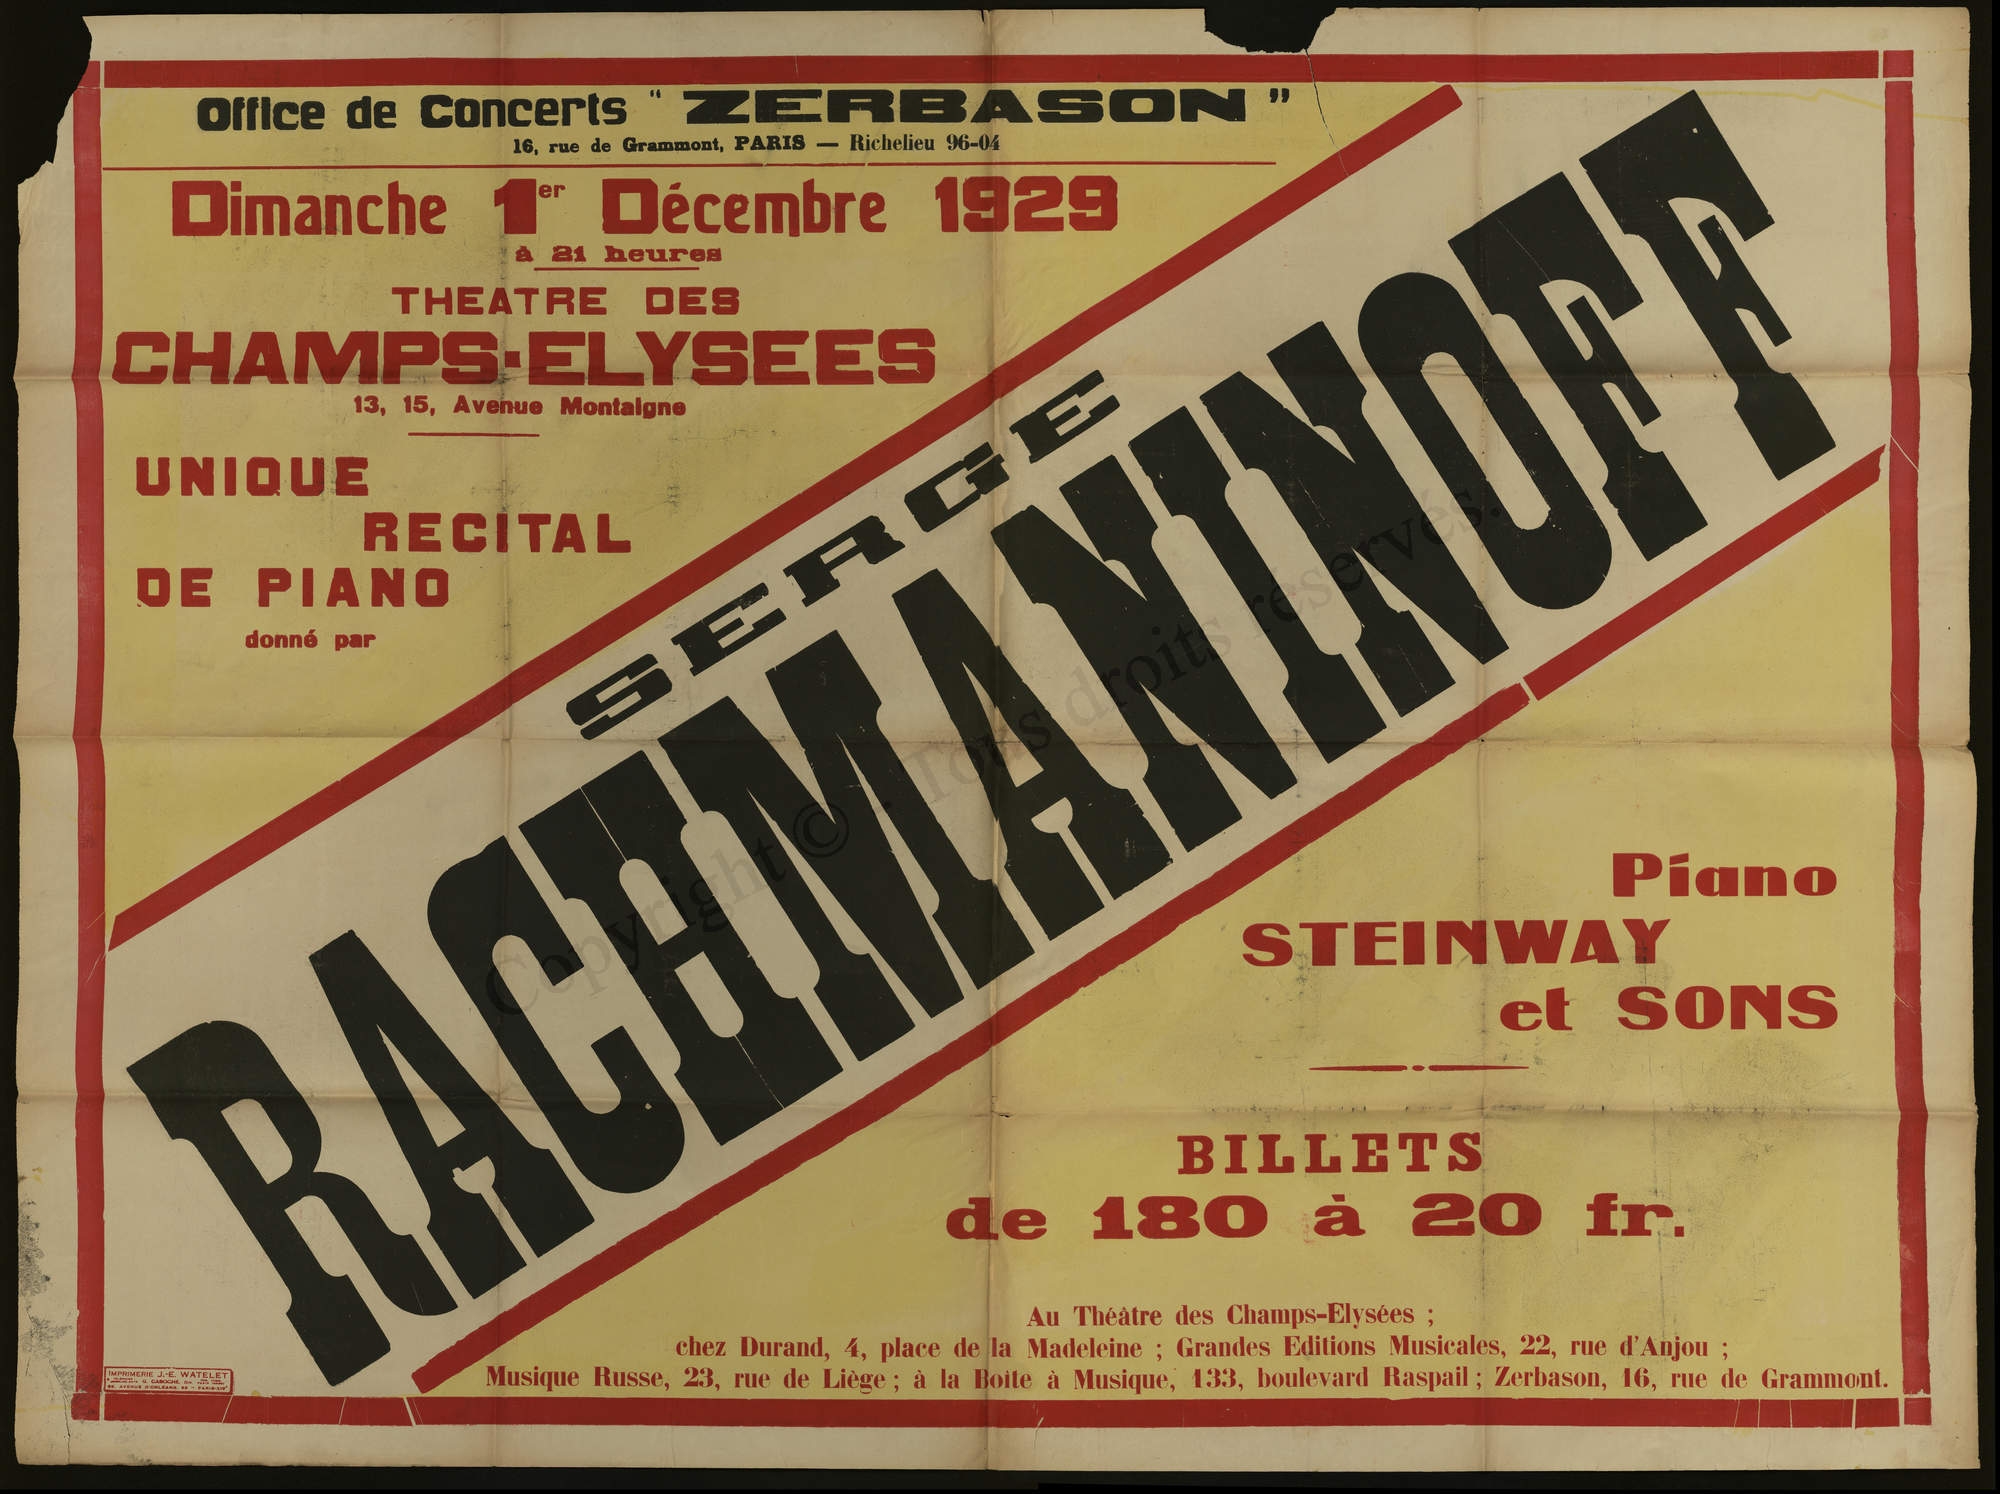 Office de Concerts " ZERBASON "
16, rue de Grammont, PARIS — Richelieu 96-04
Dimanche 1er Décembre 1929
à 21 heures
THEATRE DES
CHAMPS-ELYSEES
13, 15, Avenue Montaigne
UNIQUE
RECITAL
DE PIANO
donné par
SERGE
RACHMANINOFF
Piano
STEINWAY
et SONS
BILLETS
de 180 à 20 fr.
Au Théâtre des Champs-Elysées ;
chez Durand, 4, place de la Madeleine ; Grandes Editions Musicales, 22, rue d'Anjou ;
Musique Russe, 23, rue de Liège ; à la Boite à Musique, 133, boulevard Raspail ; Zerbason, 16, rue de Grammont.
IMPRIMERIE J.-E. WATELET
Copyright © - Tous droits réservés.